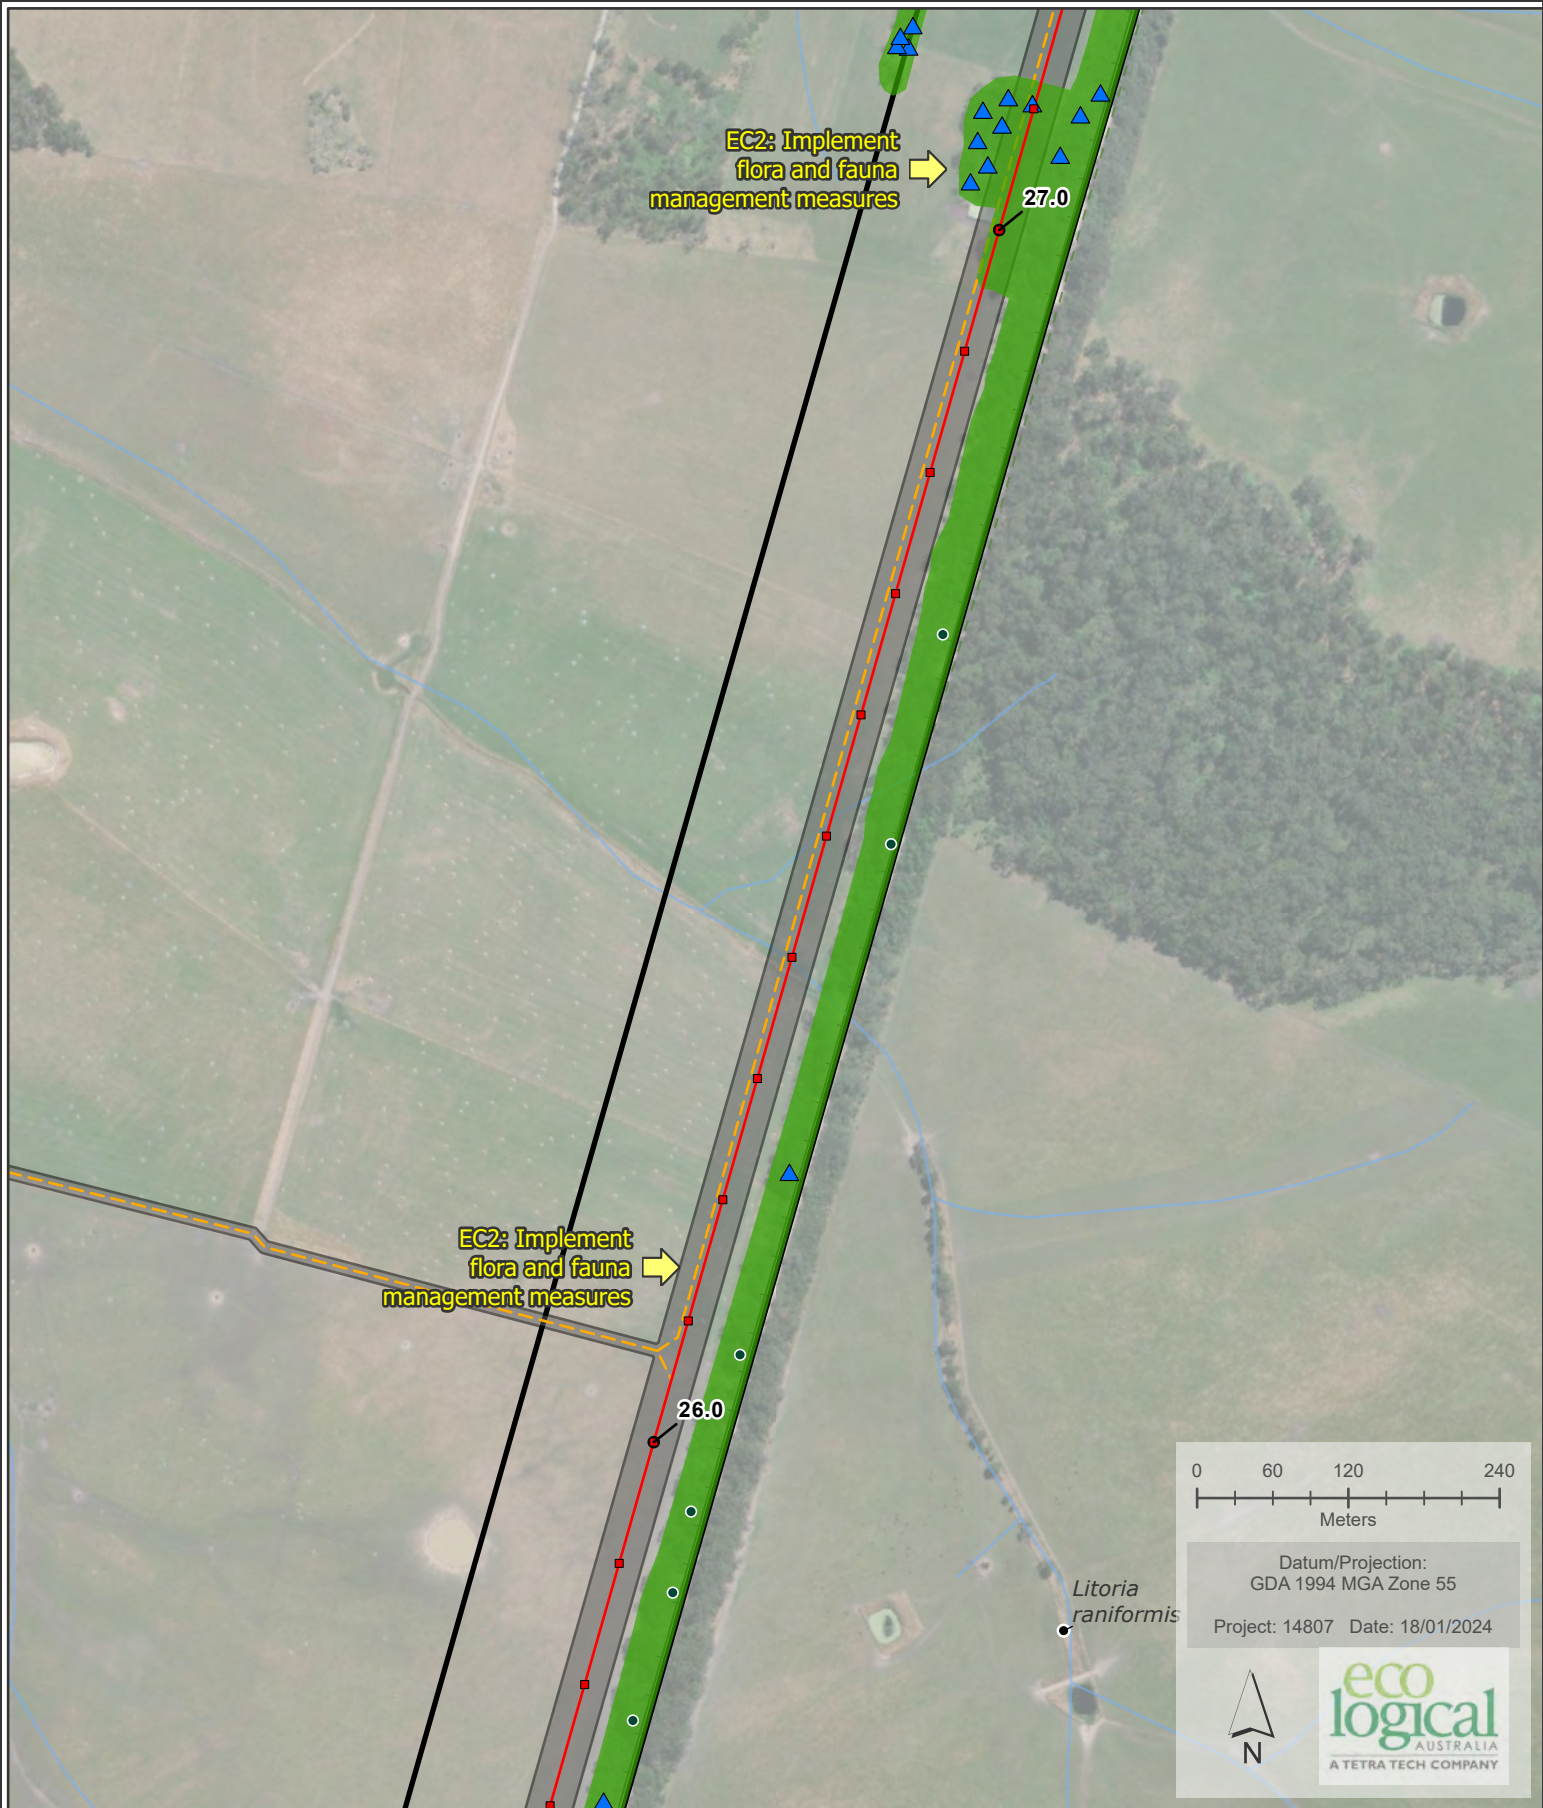 EC2: Implement
flora and fauna
management measures
27.0
EC2: Implement
flora and fauna
management measures
26.0
Litoria
raniformis
0 60 120 240
Meters
Datum/Projection:
GDA 1994 MGA Zone 55
Project: 14807 Date: 18/01/2024
N
eco
logical
AUSTRALIA
A TETRA TECH COMPANY